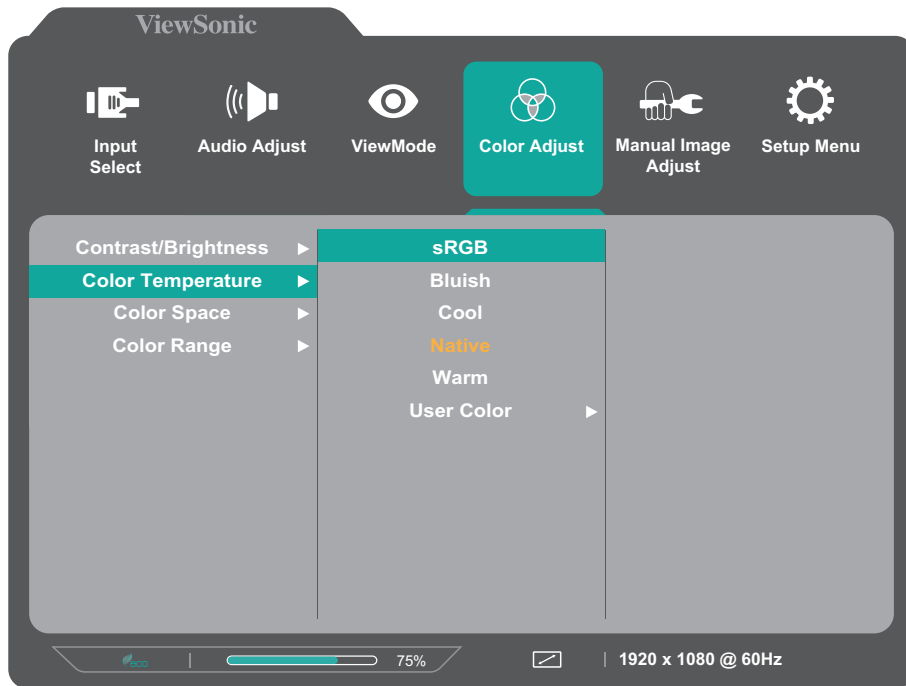 ViewSonic
Input
Select
Audio Adjust
ViewMode
Color Adjust
Manual Image
Adjust
Setup Menu
Contrast/Brightness
Color Temperature
Color Space
Color Range
sRGB
Bluish
Cool
Native
Warm
User Color
eco
75%
1920 x 1080 @ 60Hz